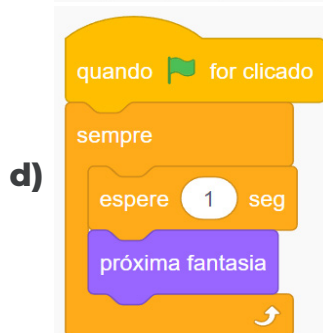 quando for clicado
sempre
d)
espere 1 seg
próxima fantasia